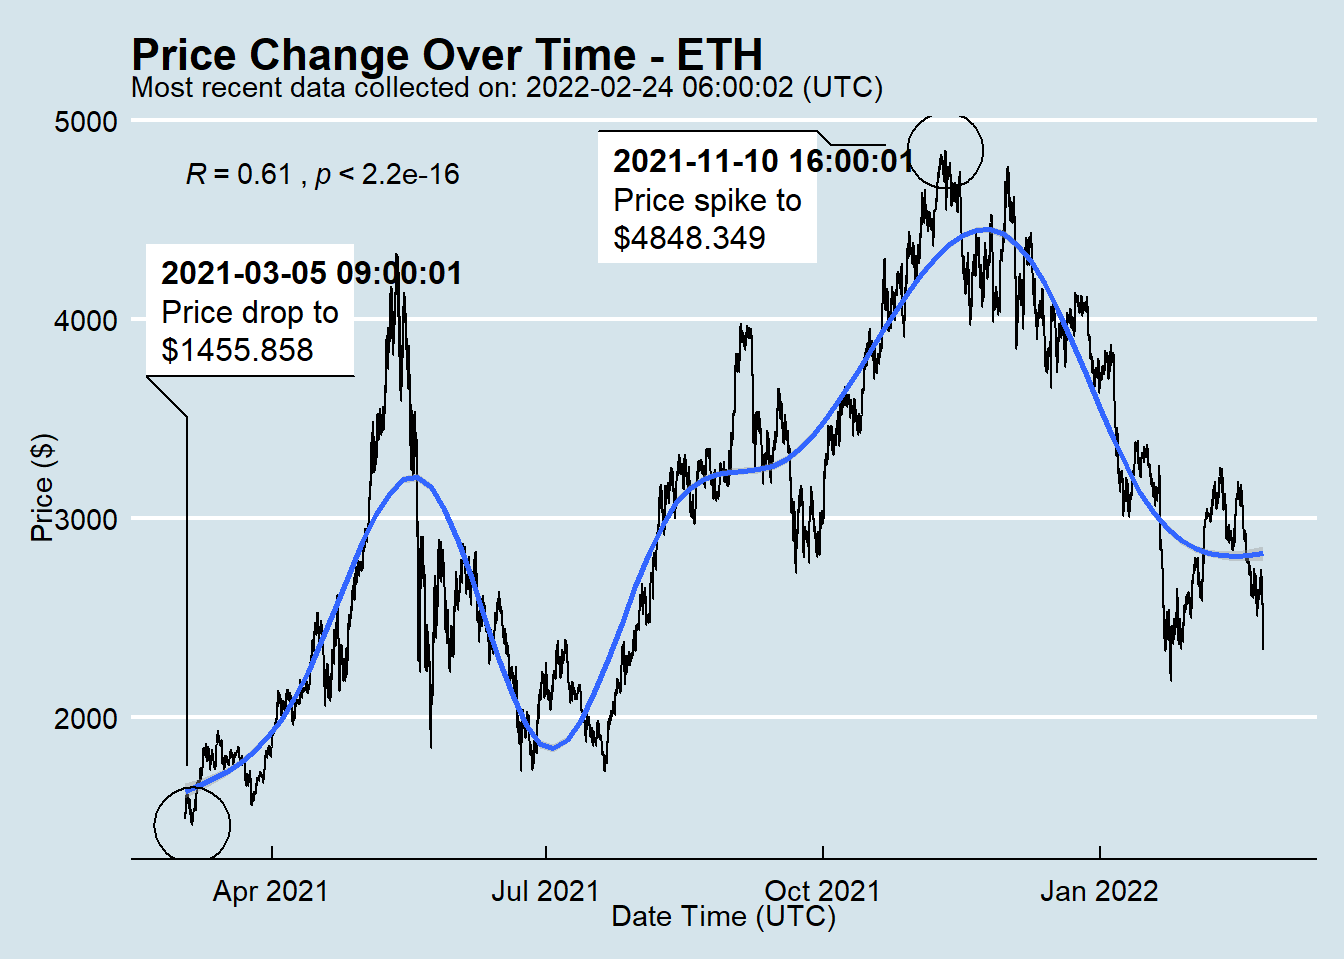 Price Change Over Time - ETH
Most recent data collected on: 2022-02-24 06:00:02 (UTC)
5000
R = 0.61 , p < 2.2e-16
2021-11-10 16:00:01
Price spike to
$4848.349
2021-03-05 09:00:01
Price drop to
$1455.858
4000
Price ($)
3000
2000
Apr 2021
Jul 2021
Oct 2021
Jan 2022
Date Time (UTC)